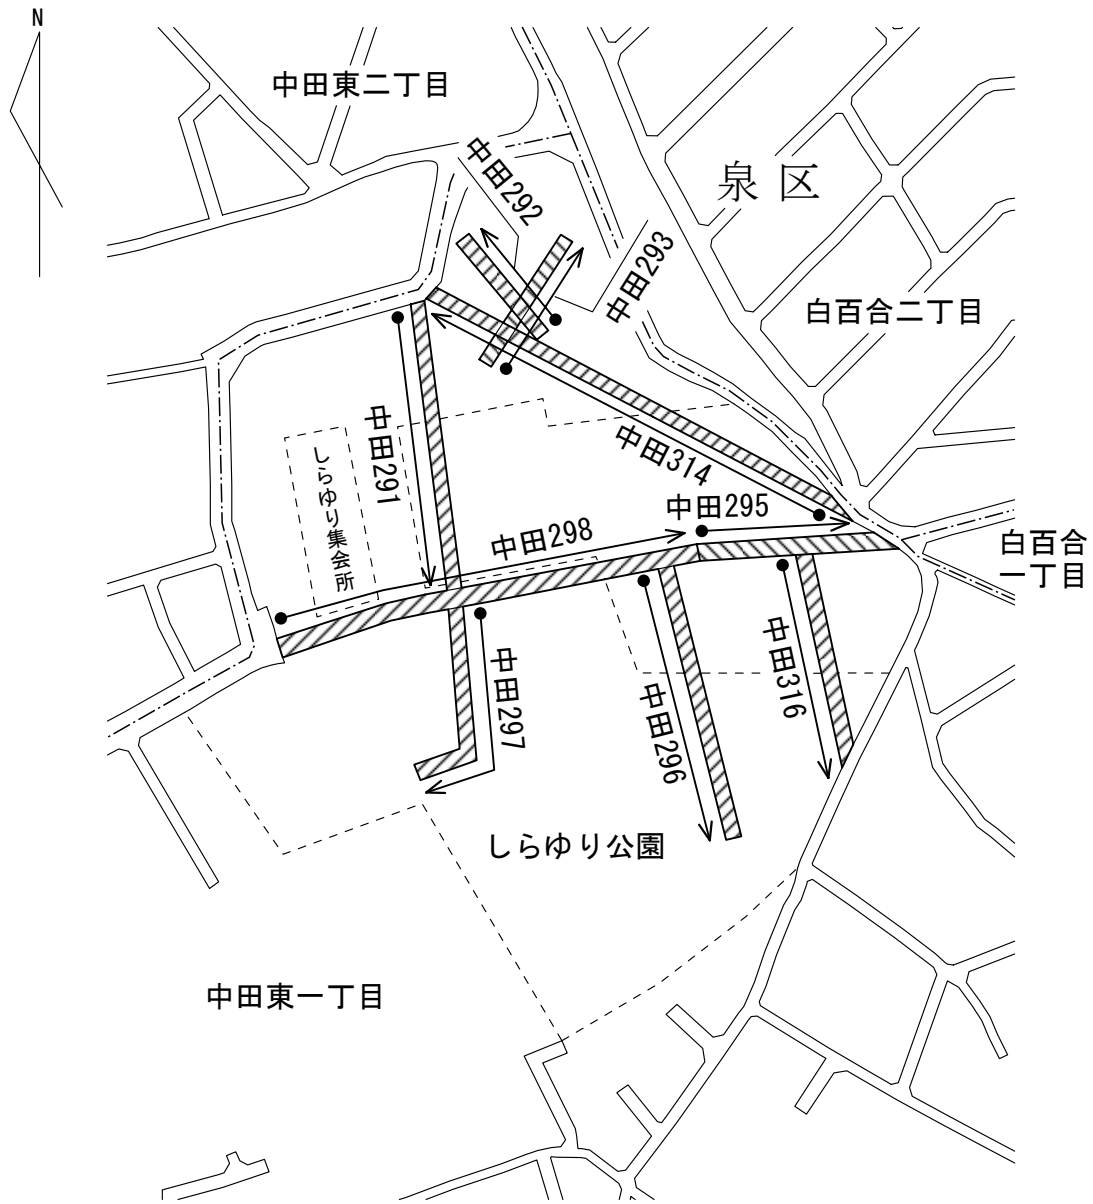 N
中田東二丁目
中田292
泉区
中田293
白百合二丁目
中田291
中田314
しらゆり集会所
中田295
中田298
白百合
一丁目
中田297
中田316
中田296
しらゆり公園
中田東一丁目